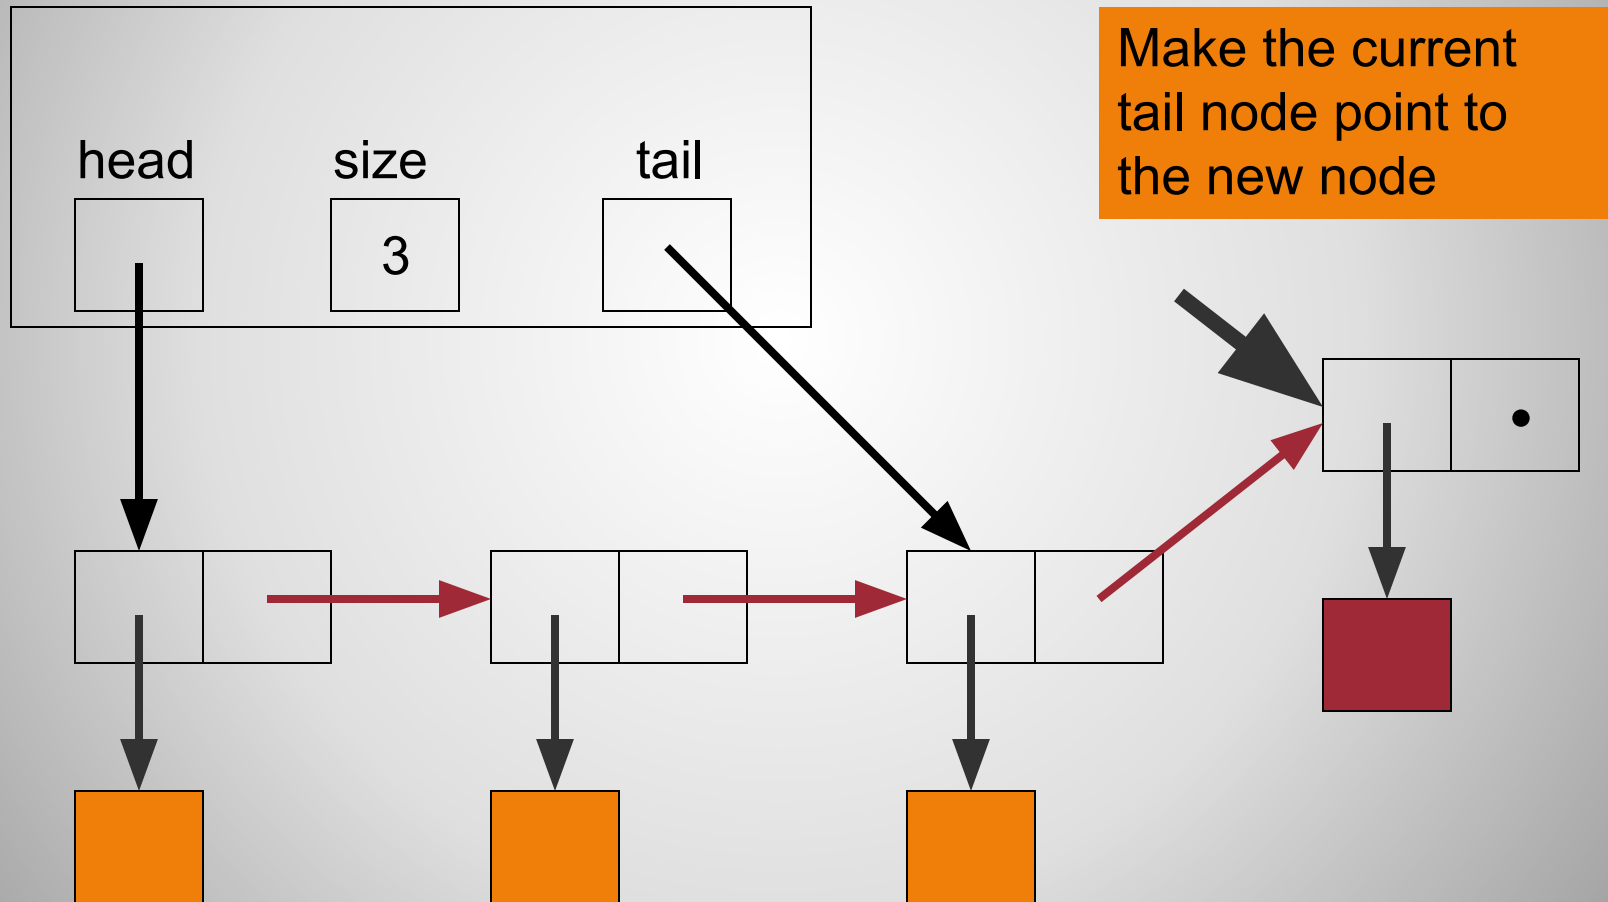 Make the current
tail node point to
the new node
head size tail
3